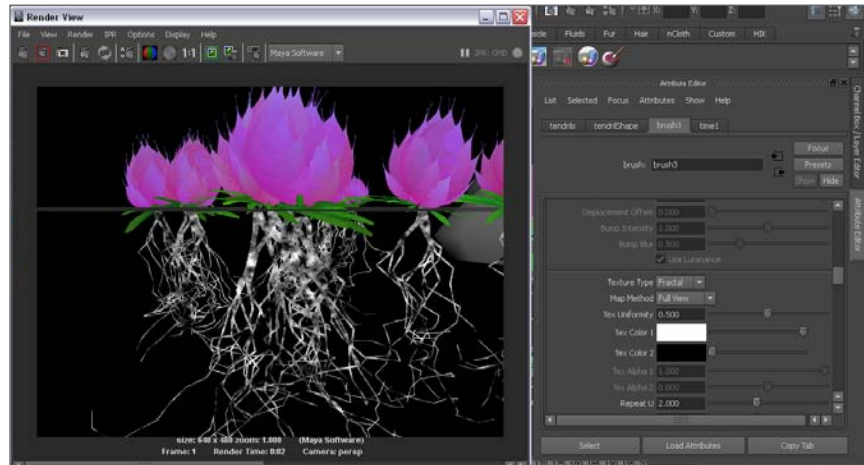 Render View
File View Render IPR Options Display Help
1:1 Maya Software IPR: 0MB
size: 640 x 480 zoom: 1.000 (Maya Software)
Frame: 1 Render Time: 0:02 Camera: persp
X: Y: Z:
Fluids Fur Hair nCloth Custom HIK
Attribute Editor
List Selected Focus Attributes Show Help
tendrils tendrilShape brush3 time1
brush: brush3
Focus
Presets
Show Hide
Displacement Offset 0.000
Bump Intensity 1.000
Bump Blur 0.500
Use Luminance
Texture Type Fractal
Map Method Full View
Tex Uniformity 0.500
Tex Color 1
Tex Color 2
Tex Alpha 1 1.000
Tex Alpha 2 0.000
Repeat U 2.000
Select Load Attributes Copy Tab
Channel Box / Layer Editor
Attribute Editor